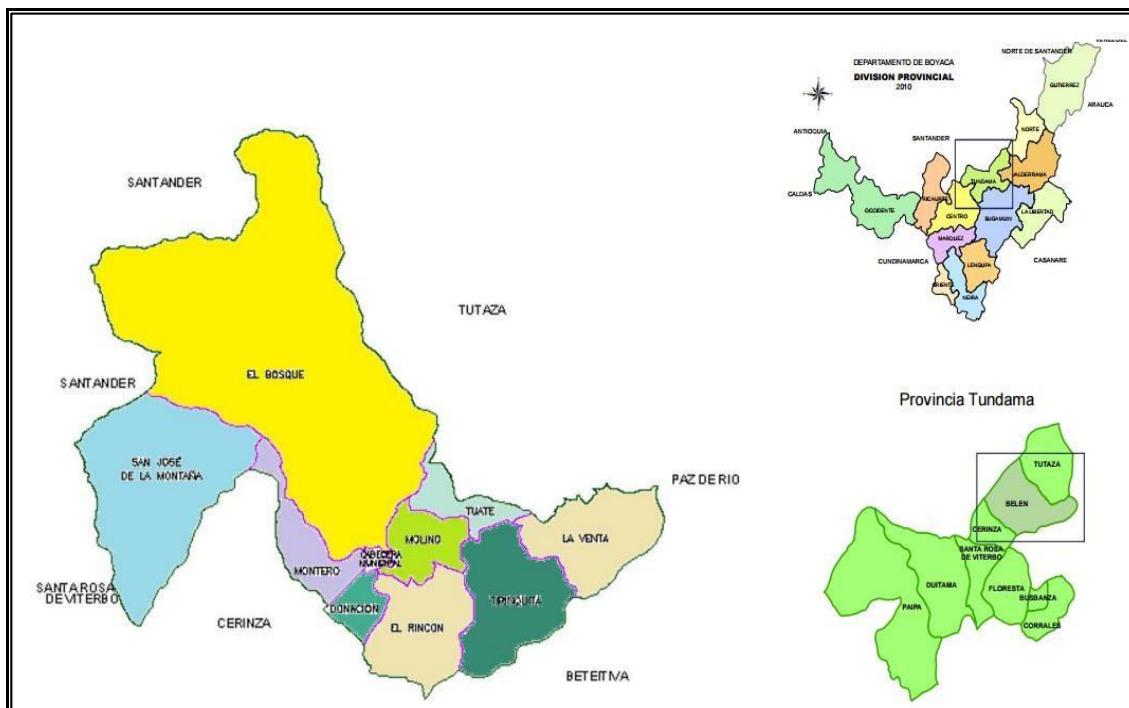 SANTANDER
TUTAZA
EL BOSQUE
SANTANDER
SAN JOSÉ
DE LA MONTAÑA
PAZ DE RIO
TUATE
LA VENTA
MOLINO
CABECERA
MUNICIPAL
MONTERO
SANTA ROSA
DE VITERBO
DONACIÓN
TIRINQUITÁ
CERINZA
EL RINCON
BETEITIVA
NORTE DE SANTANDER
DEPARTAMENTO DE BOYACA
DIVISION PROVINCIAL
2010
GUTIERREZ
ARAUCA
ANTIOQUIA
SANTANDER
NORTE
CALDAS
TUNDAMA
VALDERRAMA
RICAURTE
OCCIDENTE
CENTRO
SUGAMUXI
LA LIBERTAD
MARQUEZ
CUNDINAMARCA
LENGUPA
CASANARE
ORIENTE
NEIRA
Provincia Tundama
TUTAZA
BELEN
CERINZA
SANTA ROSA
DE VITERBO
DUITAMA
FLORESTA
BUSBANZA
PAIPA
CORRALES